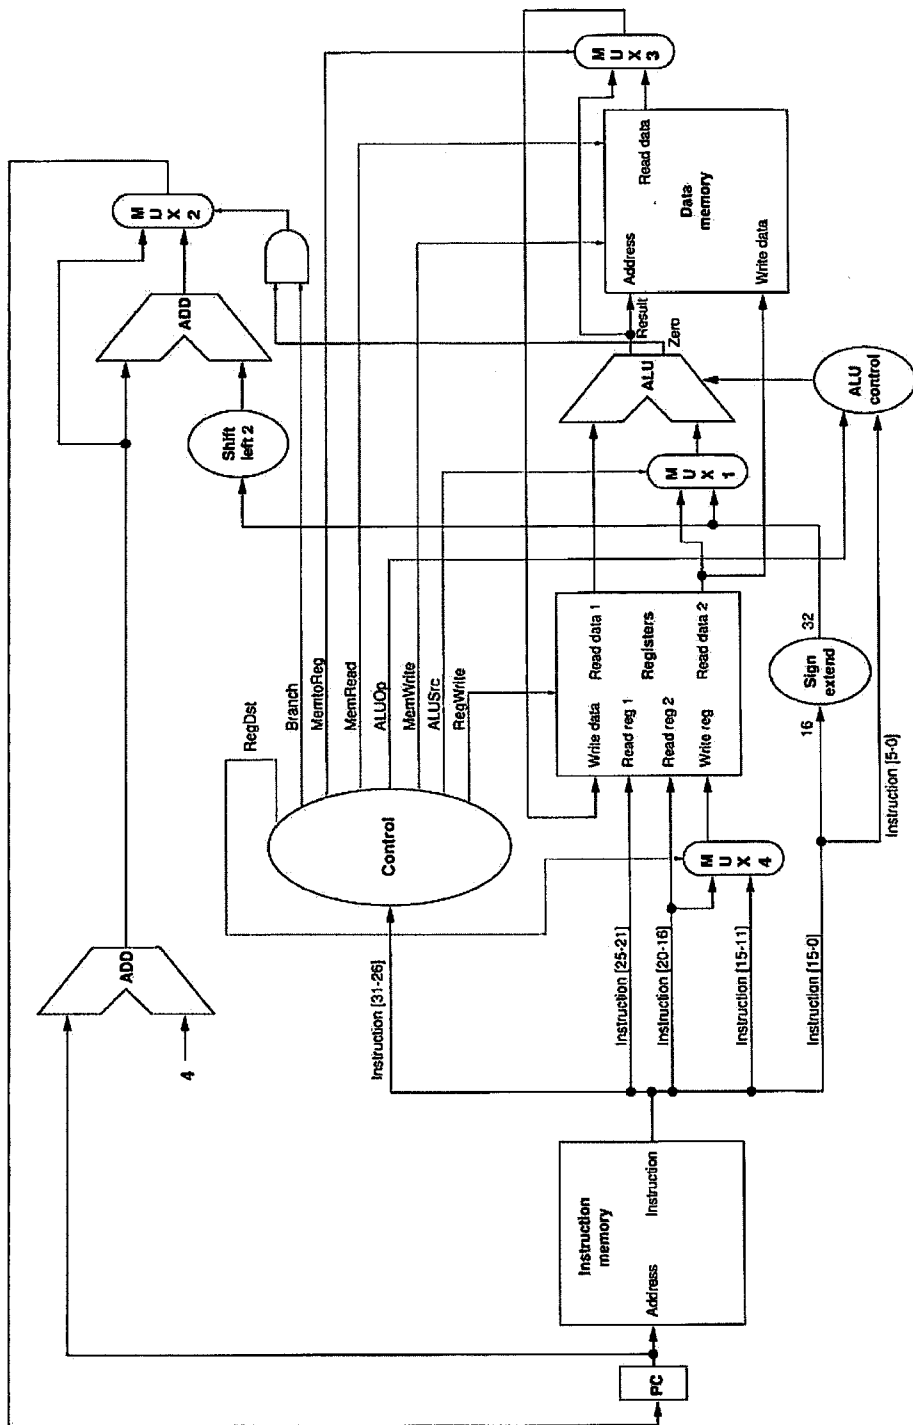 PC
Address
Instruction
memory
Instruction
4
ADD
Instruction [31-26]
Instruction [25-21]
Instruction [20-16]
Instruction [15-11]
Instruction [15-0]
Instruction [5-0]
Control
RegDst
Branch
MemtoReg
MemRead
ALUOp
MemWrite
ALUSrc
RegWrite
M
U
X
4
Write data
Read reg 1
Read reg 2
Write reg
Registers
Read data 1
Read data 2
16
Sign
extend
32
Shift
left 2
ADD
M
U
X
2
M
U
X
1
ALU
Result
Zero
ALU
control
Address
Write data
Data
memory
Read data
M
U
X
3